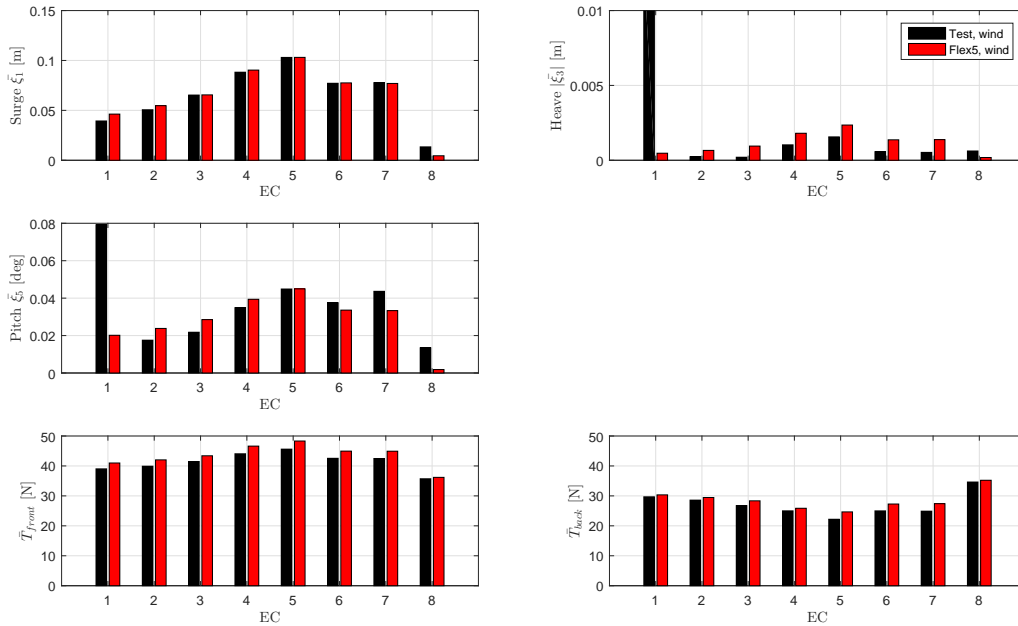 Surge ξ̄₁ [m]
0.15
0.1
0.05
0
1 2 3 4 5 6 7 8
EC
Heave |ξ̄₃| [m]
0.01
0.005
0
1 2 3 4 5 6 7 8
EC
Test, wind
Flex5, wind
Pitch ξ̄₅ [deg]
0.08
0.06
0.04
0.02
0
1 2 3 4 5 6 7 8
EC
T̄_front [N]
50
40
30
20
10
0
1 2 3 4 5 6 7 8
EC
T̄_back [N]
50
40
30
20
10
0
1 2 3 4 5 6 7 8
EC